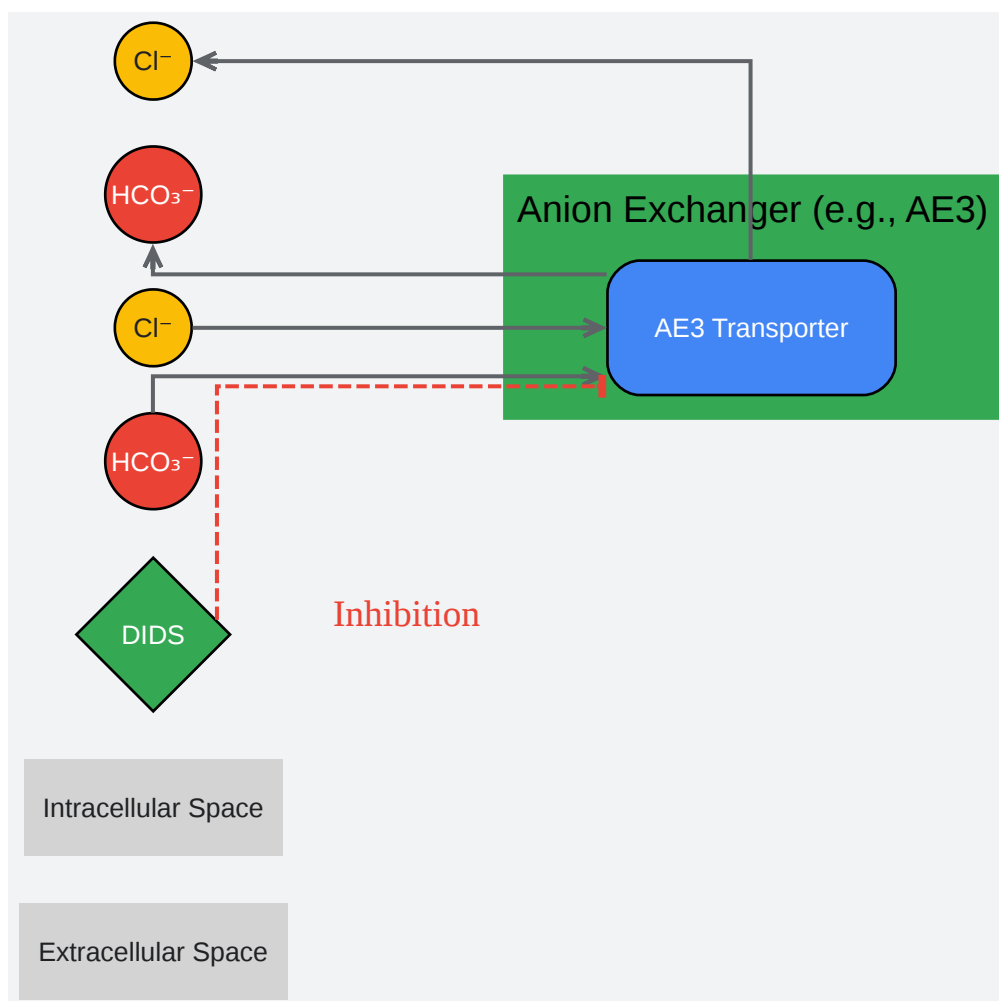 Cl⁻
HCO₃⁻
Anion Exchanger (e.g., AE3)
Cl⁻
AE3 Transporter
HCO₃⁻
DIDS
Inhibition
Intracellular Space
Extracellular Space